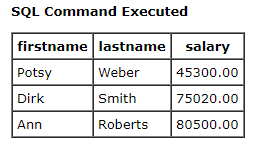 SQL Command Executed
firstname lastname salary
Potsy Weber 45300.00
Dirk Smith 75020.00
Ann Roberts 80500.00